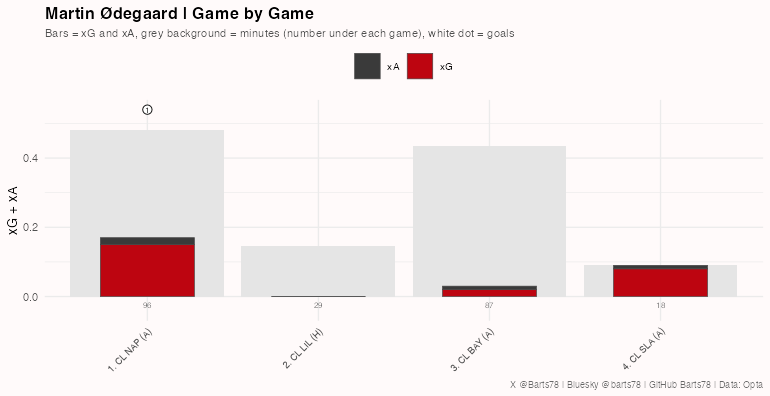 Martin Ødegaard | Game by Game
Bars = xG and xA, grey background = minutes (number under each game), white dot = goals
xA xG
1
xG + xA
0.4
0.2
0.0
96 29 87 18
1. CL NAP (A)
2. CL LIL (H)
3. CL BAY (A)
4. CL SLA (A)
X @Barts78 | Bluesky @barts78 | GitHub Barts78 | Data: Opta